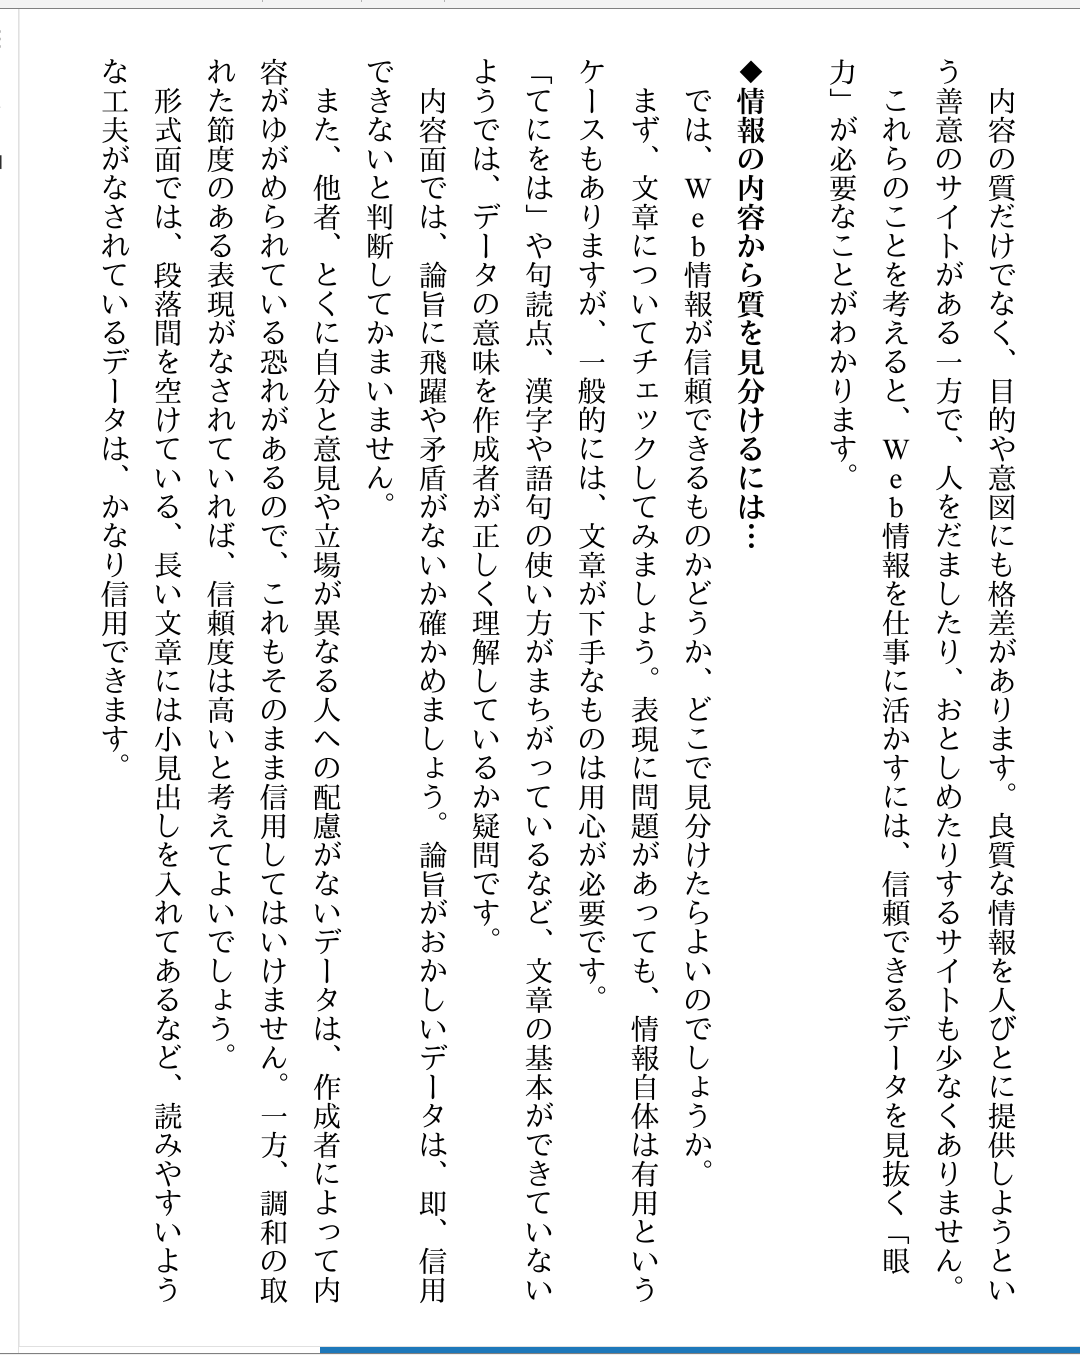 内容の質だけでなく、目的や意図にも格差があります。良質な情報を人びとに提供しようとい
う善意のサイトがある一方で、人をだましたり、おとしめたりするサイトも少なくありません。
　これらのことを考えると、Ｗｅｂ情報を仕事に活かすには、信頼できるデータを見抜く「眼
力」が必要なことがわかります。
◆情報の内容から質を見分けるには…
　では、Ｗｅｂ情報が信頼できるものかどうか、どこで見分けたらよいのでしょうか。
　まず、文章についてチェックしてみましょう。表現に問題があっても、情報自体は有用という
ケースもありますが、一般的には、文章が下手なものは用心が必要です。
「てにをは」や句読点、漢字や語句の使い方がまちがっているなど、文章の基本ができていない
ようでは、データの意味を作成者が正しく理解しているか疑問です。
　内容面では、論旨に飛躍や矛盾がないか確かめましょう。論旨がおかしいデータは、即、信用
できないと判断してかまいません。
　また、他者、とくに自分と意見や立場が異なる人への配慮がないデータは、作成者によって内
容がゆがめられている恐れがあるので、これもそのまま信用してはいけません。一方、調和の取
れた節度のある表現がなされていれば、信頼度は高いと考えてよいでしょう。
　形式面では、段落間を空けている、長い文章には小見出しを入れてあるなど、読みやすいよう
な工夫がなされているデータは、かなり信用できます。